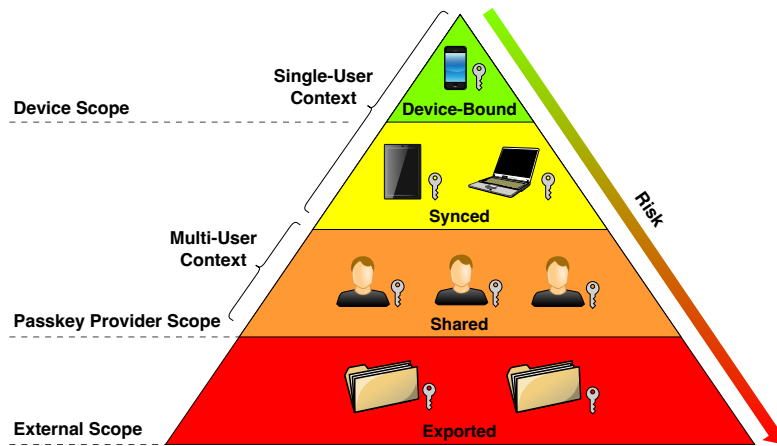 Single-User
Context
Device Scope
Device-Bound
Synced
Risk
Multi-User
Context
Passkey Provider Scope
Shared
External Scope
Exported